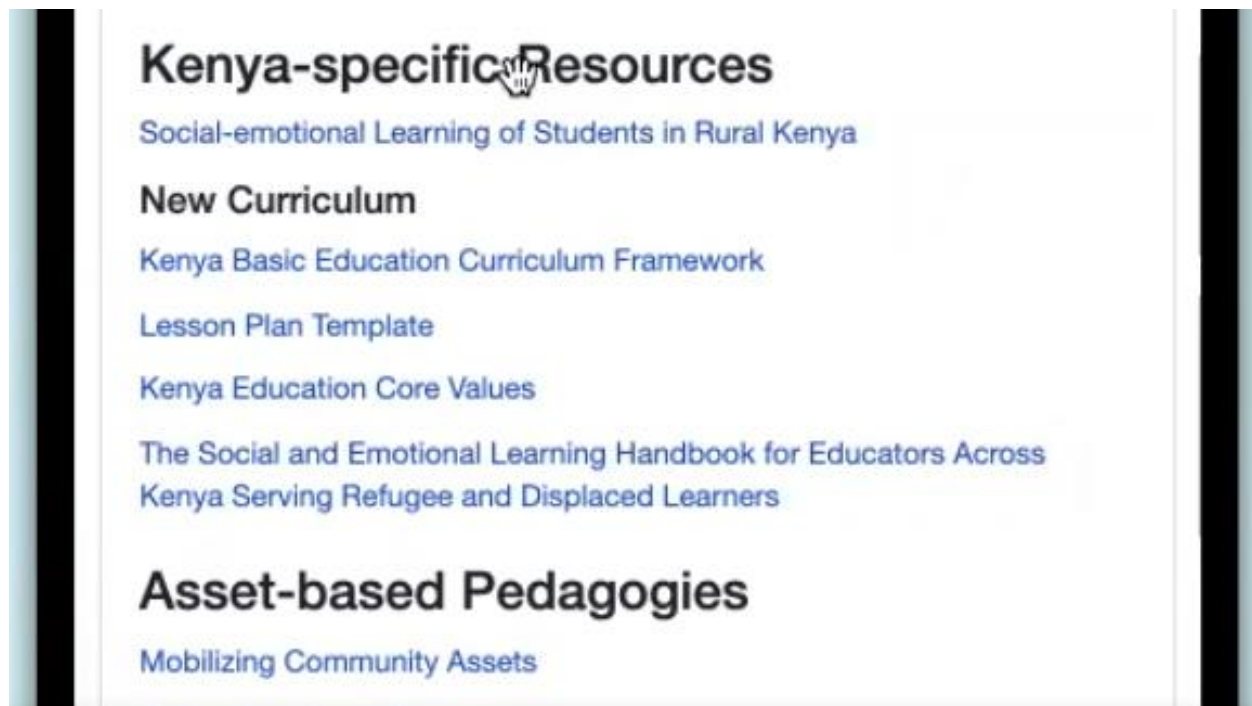 Kenya-specific Resources
Social-emotional Learning of Students in Rural Kenya
New Curriculum
Kenya Basic Education Curriculum Framework
Lesson Plan Template
Kenya Education Core Values
The Social and Emotional Learning Handbook for Educators Across
Kenya Serving Refugee and Displaced Learners
Asset-based Pedagogies
Mobilizing Community Assets